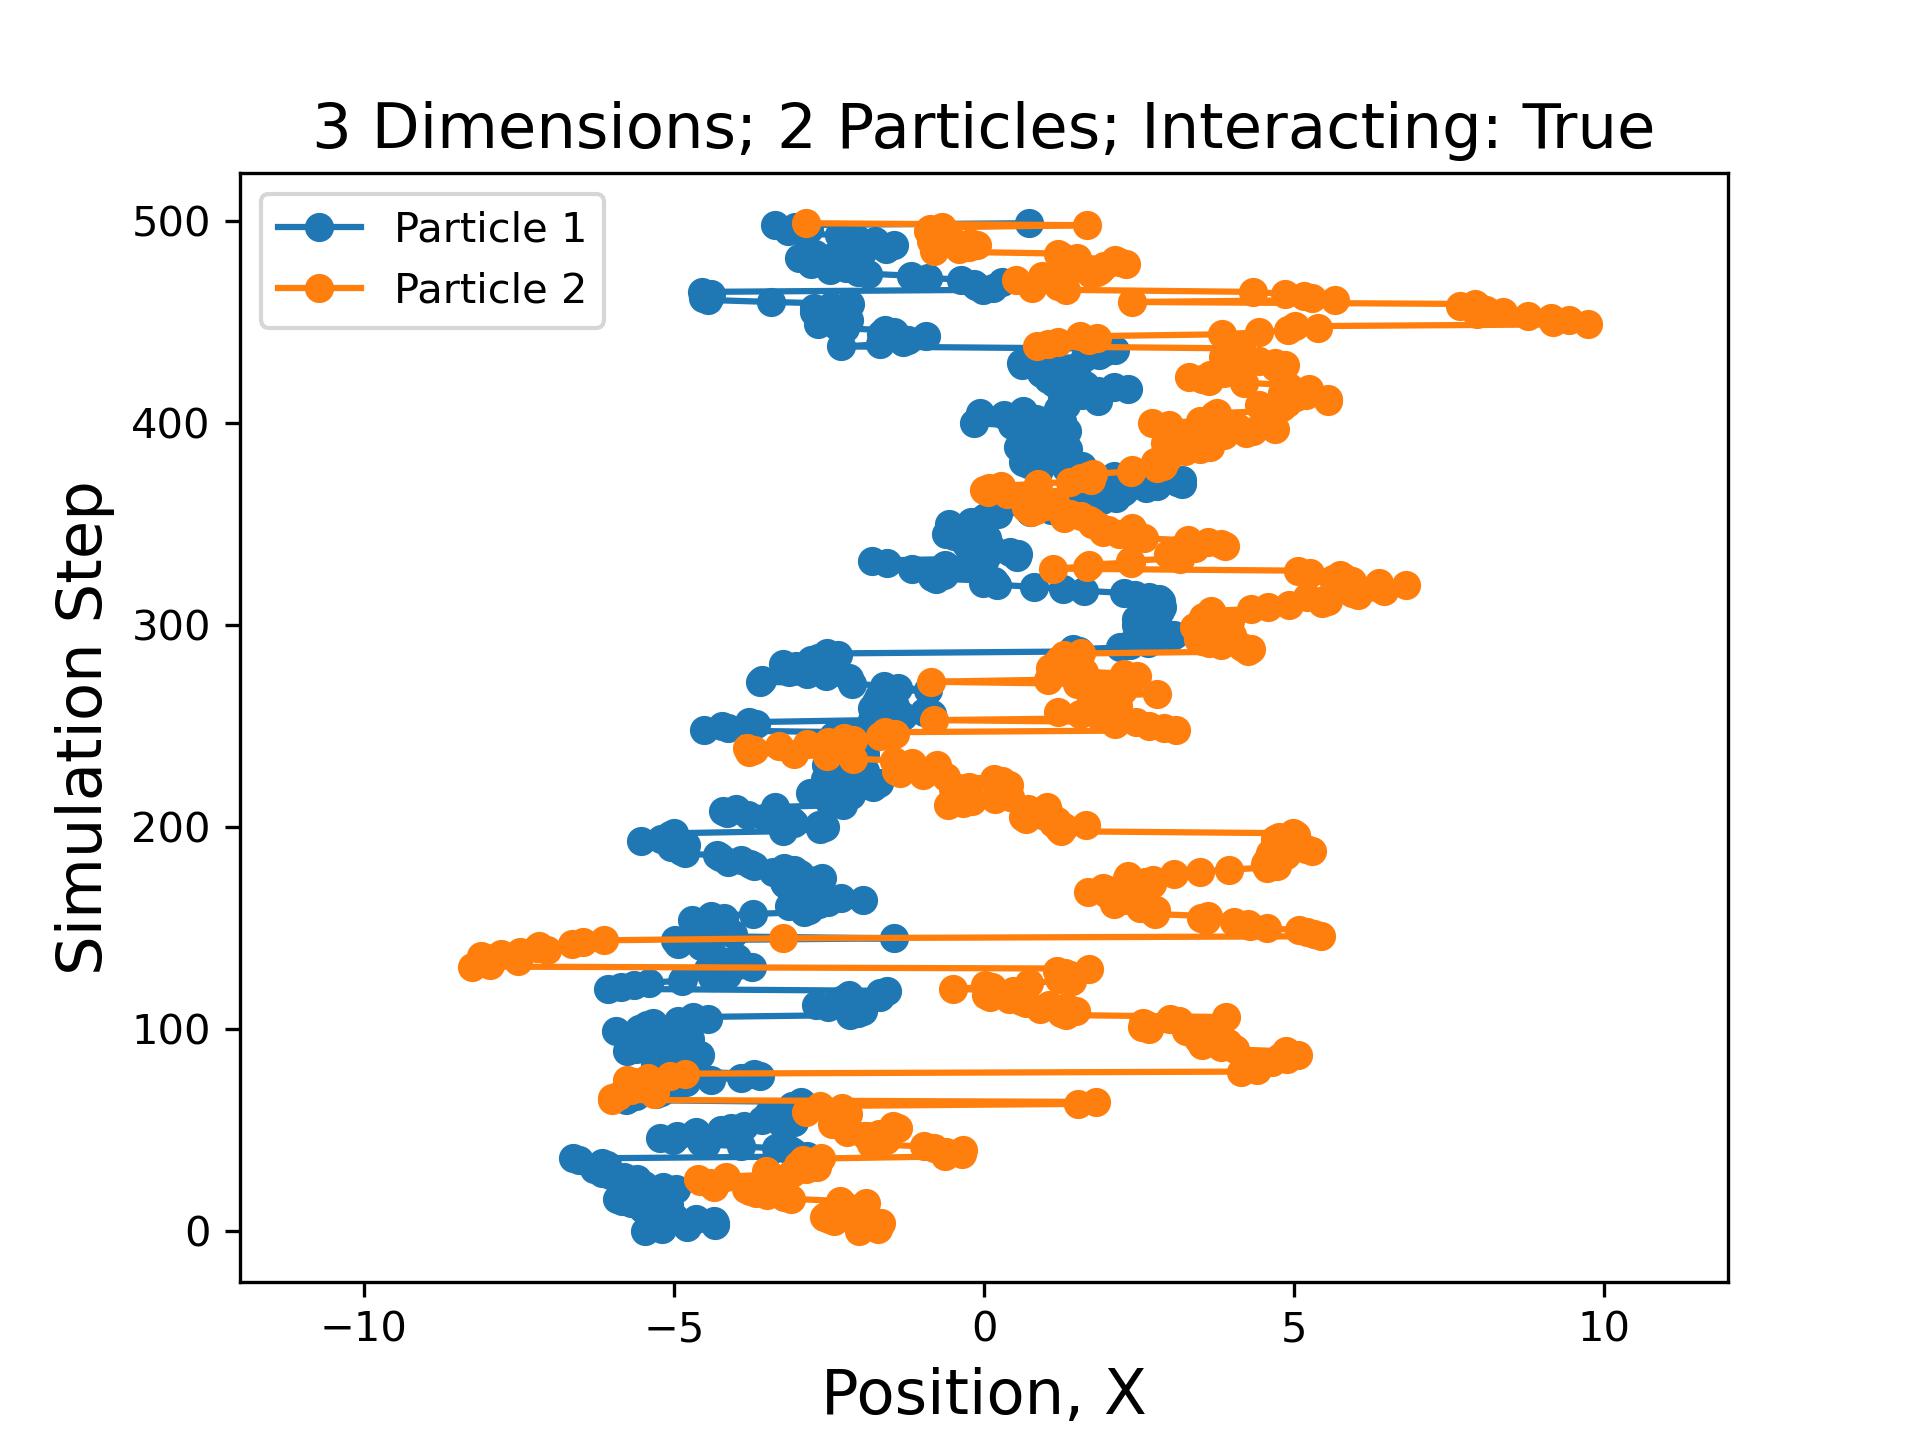 3 Dimensions; 2 Particles; Interacting: True
Particle 1
Particle 2
Simulation Step
500
400
300
200
100
0
−10 −5 0 5 10
Position, X